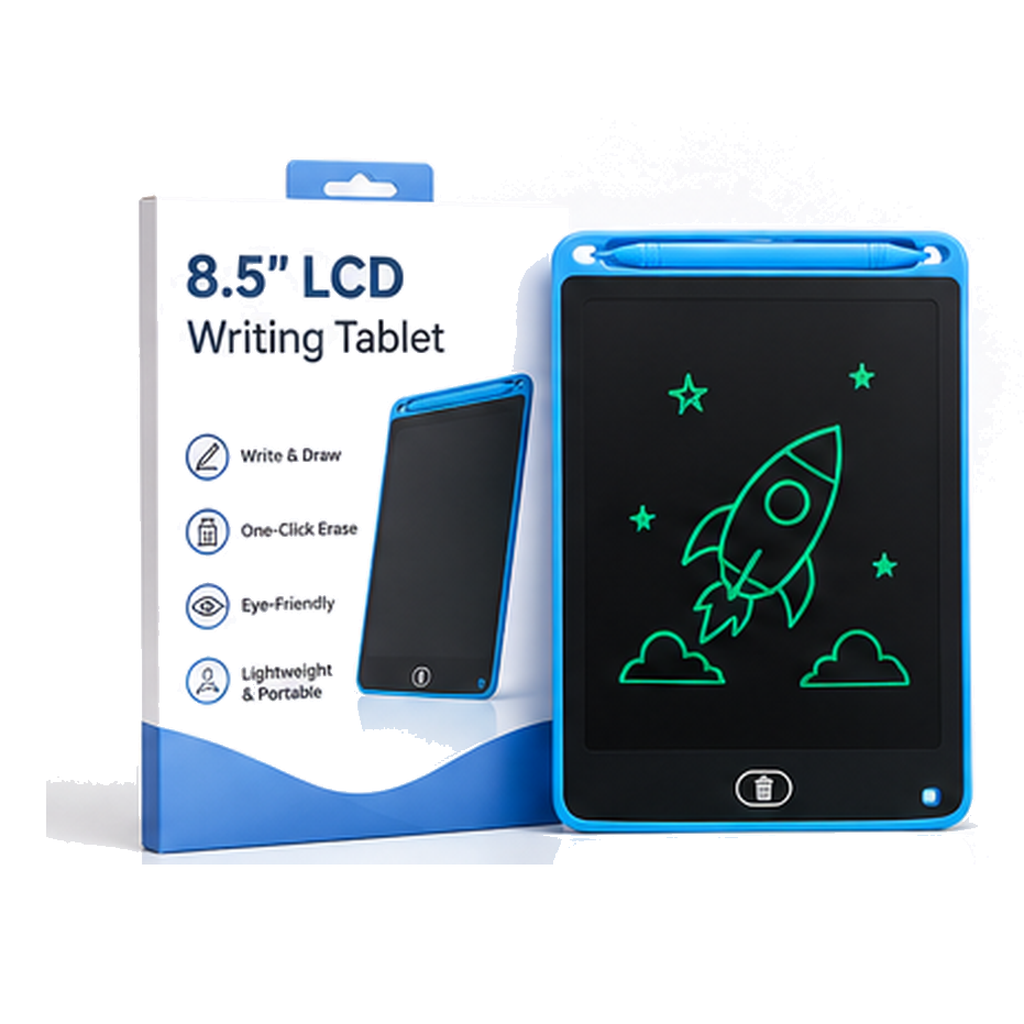 8.5” LCD
Writing Tablet
Write & Draw
One-Click Erase
Eye-Friendly
Lightweight
& Portable